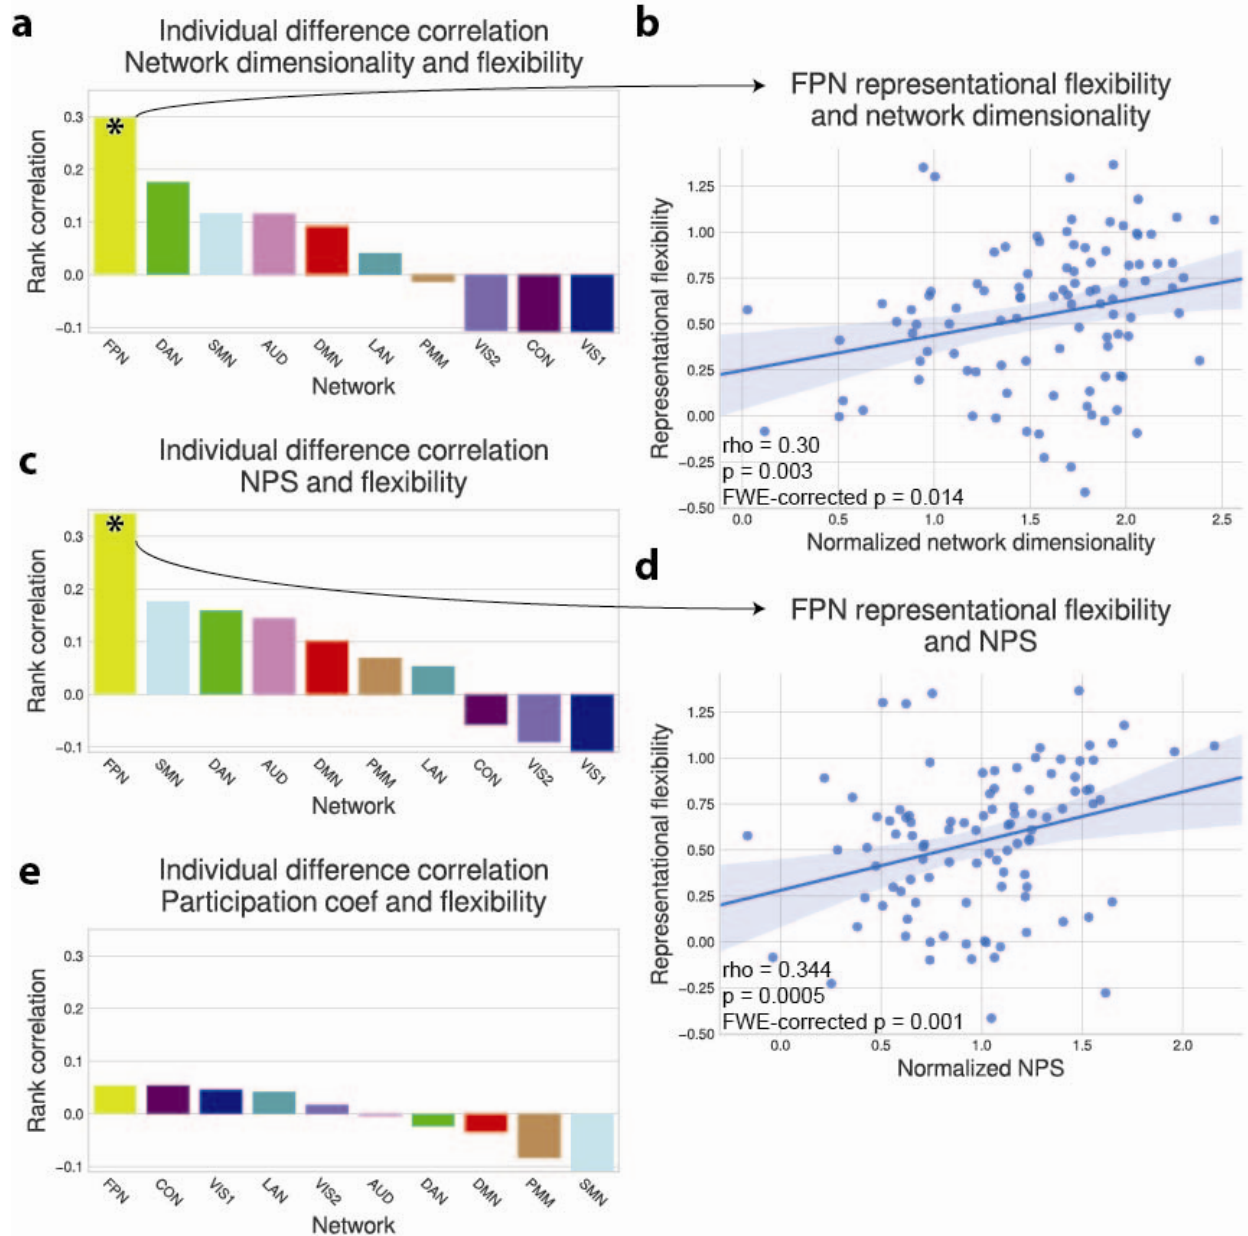 a
Individual difference correlation
Network dimensionality and flexibility
0.3
0.2
0.1
0.0
−0.1
Rank correlation
*
FPN
DAN
SMN
AUD
DMN
LAN
PMM
VIS2
CON
VIS1
Network
b
FPN representational flexibility
and network dimensionality
1.25
1.00
0.75
0.50
0.25
0.00
−0.25
−0.50
Representational flexibility
rho = 0.30
p = 0.003
FWE-corrected p = 0.014
0.0
0.5
1.0
1.5
2.0
2.5
Normalized network dimensionality
c
Individual difference correlation
NPS and flexibility
0.3
0.2
0.1
0.0
−0.1
Rank correlation
*
FPN
SMN
DAN
AUD
DMN
PMM
LAN
CON
VIS2
VIS1
Network
d
FPN representational flexibility
and NPS
1.25
1.00
0.75
0.50
0.25
0.00
−0.25
−0.50
Representational flexibility
rho = 0.344
p = 0.0005
FWE-corrected p = 0.001
0.0
0.5
1.0
1.5
2.0
Normalized NPS
e
Individual difference correlation
Participation coef and flexibility
0.3
0.2
0.1
0.0
−0.1
Rank correlation
FPN
CON
VIS1
LAN
VIS2
AUD
DAN
DMN
PMM
SMN
Network